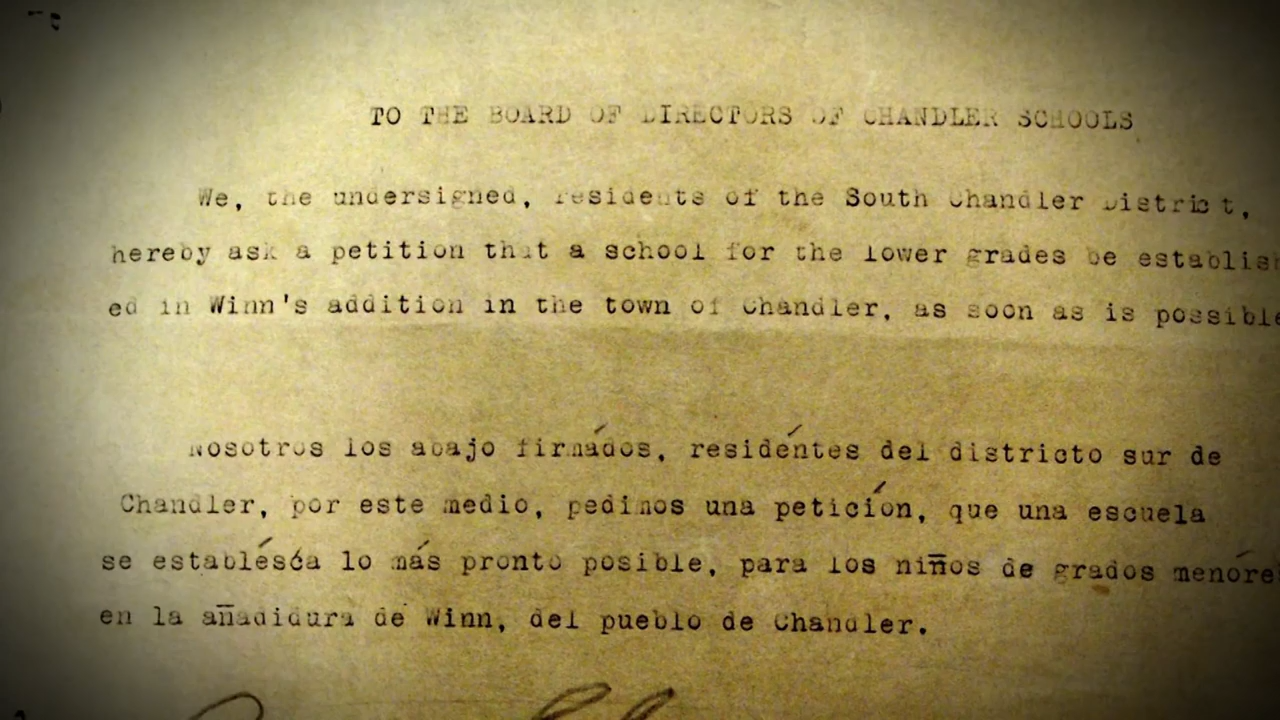 TO THE BOARD OF DIRECTORS OF CHANDLER SCHOOLS
We, the undersigned, residents of the South Chandler District,
hereby ask a petition that a school for the lower grades be establish
ed in Winn's addition in the town of Chandler, as soon as is possible
Nosotros los abajo firmádos, residéntes del districto sur de
Chandler, por este medio, pedimos una petición, que una escuela
se establéséa lo más pronto posible, para los niños de grados menóre
en la añadidura de Winn, del pueblo de Chandler.